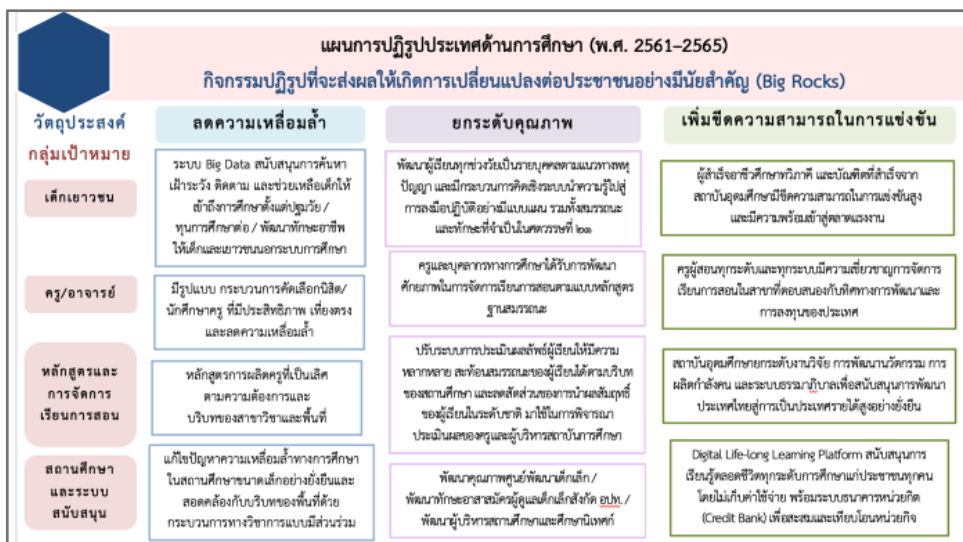 แผนการปฏิรูปประเทศด้านการศึกษา (พ.ศ. 2561–2565)
กิจกรรมปฏิรูปที่จะส่งผลให้เกิดการเปลี่ยนแปลงต่อประชาชนอย่างมีนัยสำคัญ (Big Rocks)
วัตถุประสงค์
กลุ่มเป้าหมาย
ลดความเหลื่อมล้ำ
ยกระดับคุณภาพ
เพิ่มขีดความสามารถในการแข่งขัน
เด็กเยาวชน
ระบบ Big Data สนับสนุนการค้นหา
เฝ้าระวัง ติดตาม และช่วยเหลือเด็กให้
เข้าถึงการศึกษาตั้งแต่ปฐมวัย /
ทุนการศึกษาต่อ / พัฒนาทักษะอาชีพ
ให้เด็กและเยาวชนนอกระบบการศึกษา
พัฒนาผู้เรียนทุกช่วงวัยเป็นรายบุคคลตามแนวทางพหุ
ปัญญา และมีกระบวนการคิดเชิงระบบนำความรู้ไปสู่
การลงมือปฏิบัติอย่างมีแบบแผน รวมทั้งสมรรถนะ
และทักษะที่จำเป็นในศตวรรษที่ ๒๑
ผู้สำเร็จอาชีวศึกษาทวิภาคี และบัณฑิตที่สำเร็จจาก
สถาบันอุดมศึกษามีขีดความสามารถในการแข่งขันสูง
และมีความพร้อมเข้าสู่ตลาดแรงงาน
ครู/อาจารย์
มีรูปแบบ กระบวนการคัดเลือกนิสิต/
นักศึกษาครู ที่มีประสิทธิภาพ เที่ยงตรง
และลดความเหลื่อมล้ำ
ครูและบุคลากรทางการศึกษาได้รับการพัฒนา
ศักยภาพในการจัดการเรียนการสอนตามแบบหลักสูตร
ฐานสมรรถนะ
ครูผู้สอนทุกระดับและทุกระบบมีความเชี่ยวชาญการจัดการ
เรียนการสอนในสาขาที่ตอบสนองกับทิศทางการพัฒนาและ
การลงทุนของประเทศ
หลักสูตรและ
การจัดการ
เรียนการสอน
หลักสูตรการผลิตครูที่เป็นเลิศ
ตามความต้องการและ
บริบทของสาขาวิชาและพื้นที่
ปรับระบบการประเมินผลลัพธ์ผู้เรียนให้มีความ
หลากหลาย สะท้อนสมรรถนะของผู้เรียนได้ตามบริบท
ของสถานศึกษา และลดสัดส่วนของการนำผลสัมฤทธิ์
ของผู้เรียนในระดับชาติ มาใช้ในการพิจารณา
ประเมินผลของครูและผู้บริหารสถาบันการศึกษา
สถาบันอุดมศึกษายกระดับงานวิจัย การพัฒนานวัตกรรม การ
ผลิตกำลังคน และระบบธรรมาภิบาลเพื่อสนับสนุนการพัฒนา
ประเทศไทยสู่การเป็นประเทศรายได้สูงอย่างยั่งยืน
สถานศึกษา
และระบบ
สนับสนุน
แก้ไขปัญหาความเหลื่อมล้ำทางการศึกษา
ในสถานศึกษาขนาดเล็กอย่างยั่งยืนและ
สอดคล้องกับบริบทของพื้นที่ด้วย
กระบวนการทางวิชาการแบบมีส่วนร่วม
พัฒนาคุณภาพศูนย์พัฒนาเด็กเล็ก/
พัฒนาทักษะอาสาสมัครผู้ดูแลเด็กเล็กสังกัด อปท./
พัฒนาผู้บริหารสถานศึกษาและศึกษานิเทศก์
Digital Life-long Learning Platform สนับสนุนการ
เรียนรู้ตลอดชีวิตทุกระดับการศึกษาแก่ประชาชนทุกคน
โดยไม่เก็บค่าใช้จ่าย พร้อมระบบธนาคารหน่วยกิต
(Credit Bank) เพื่อสะสมและเทียบโอนหน่วยกิจ